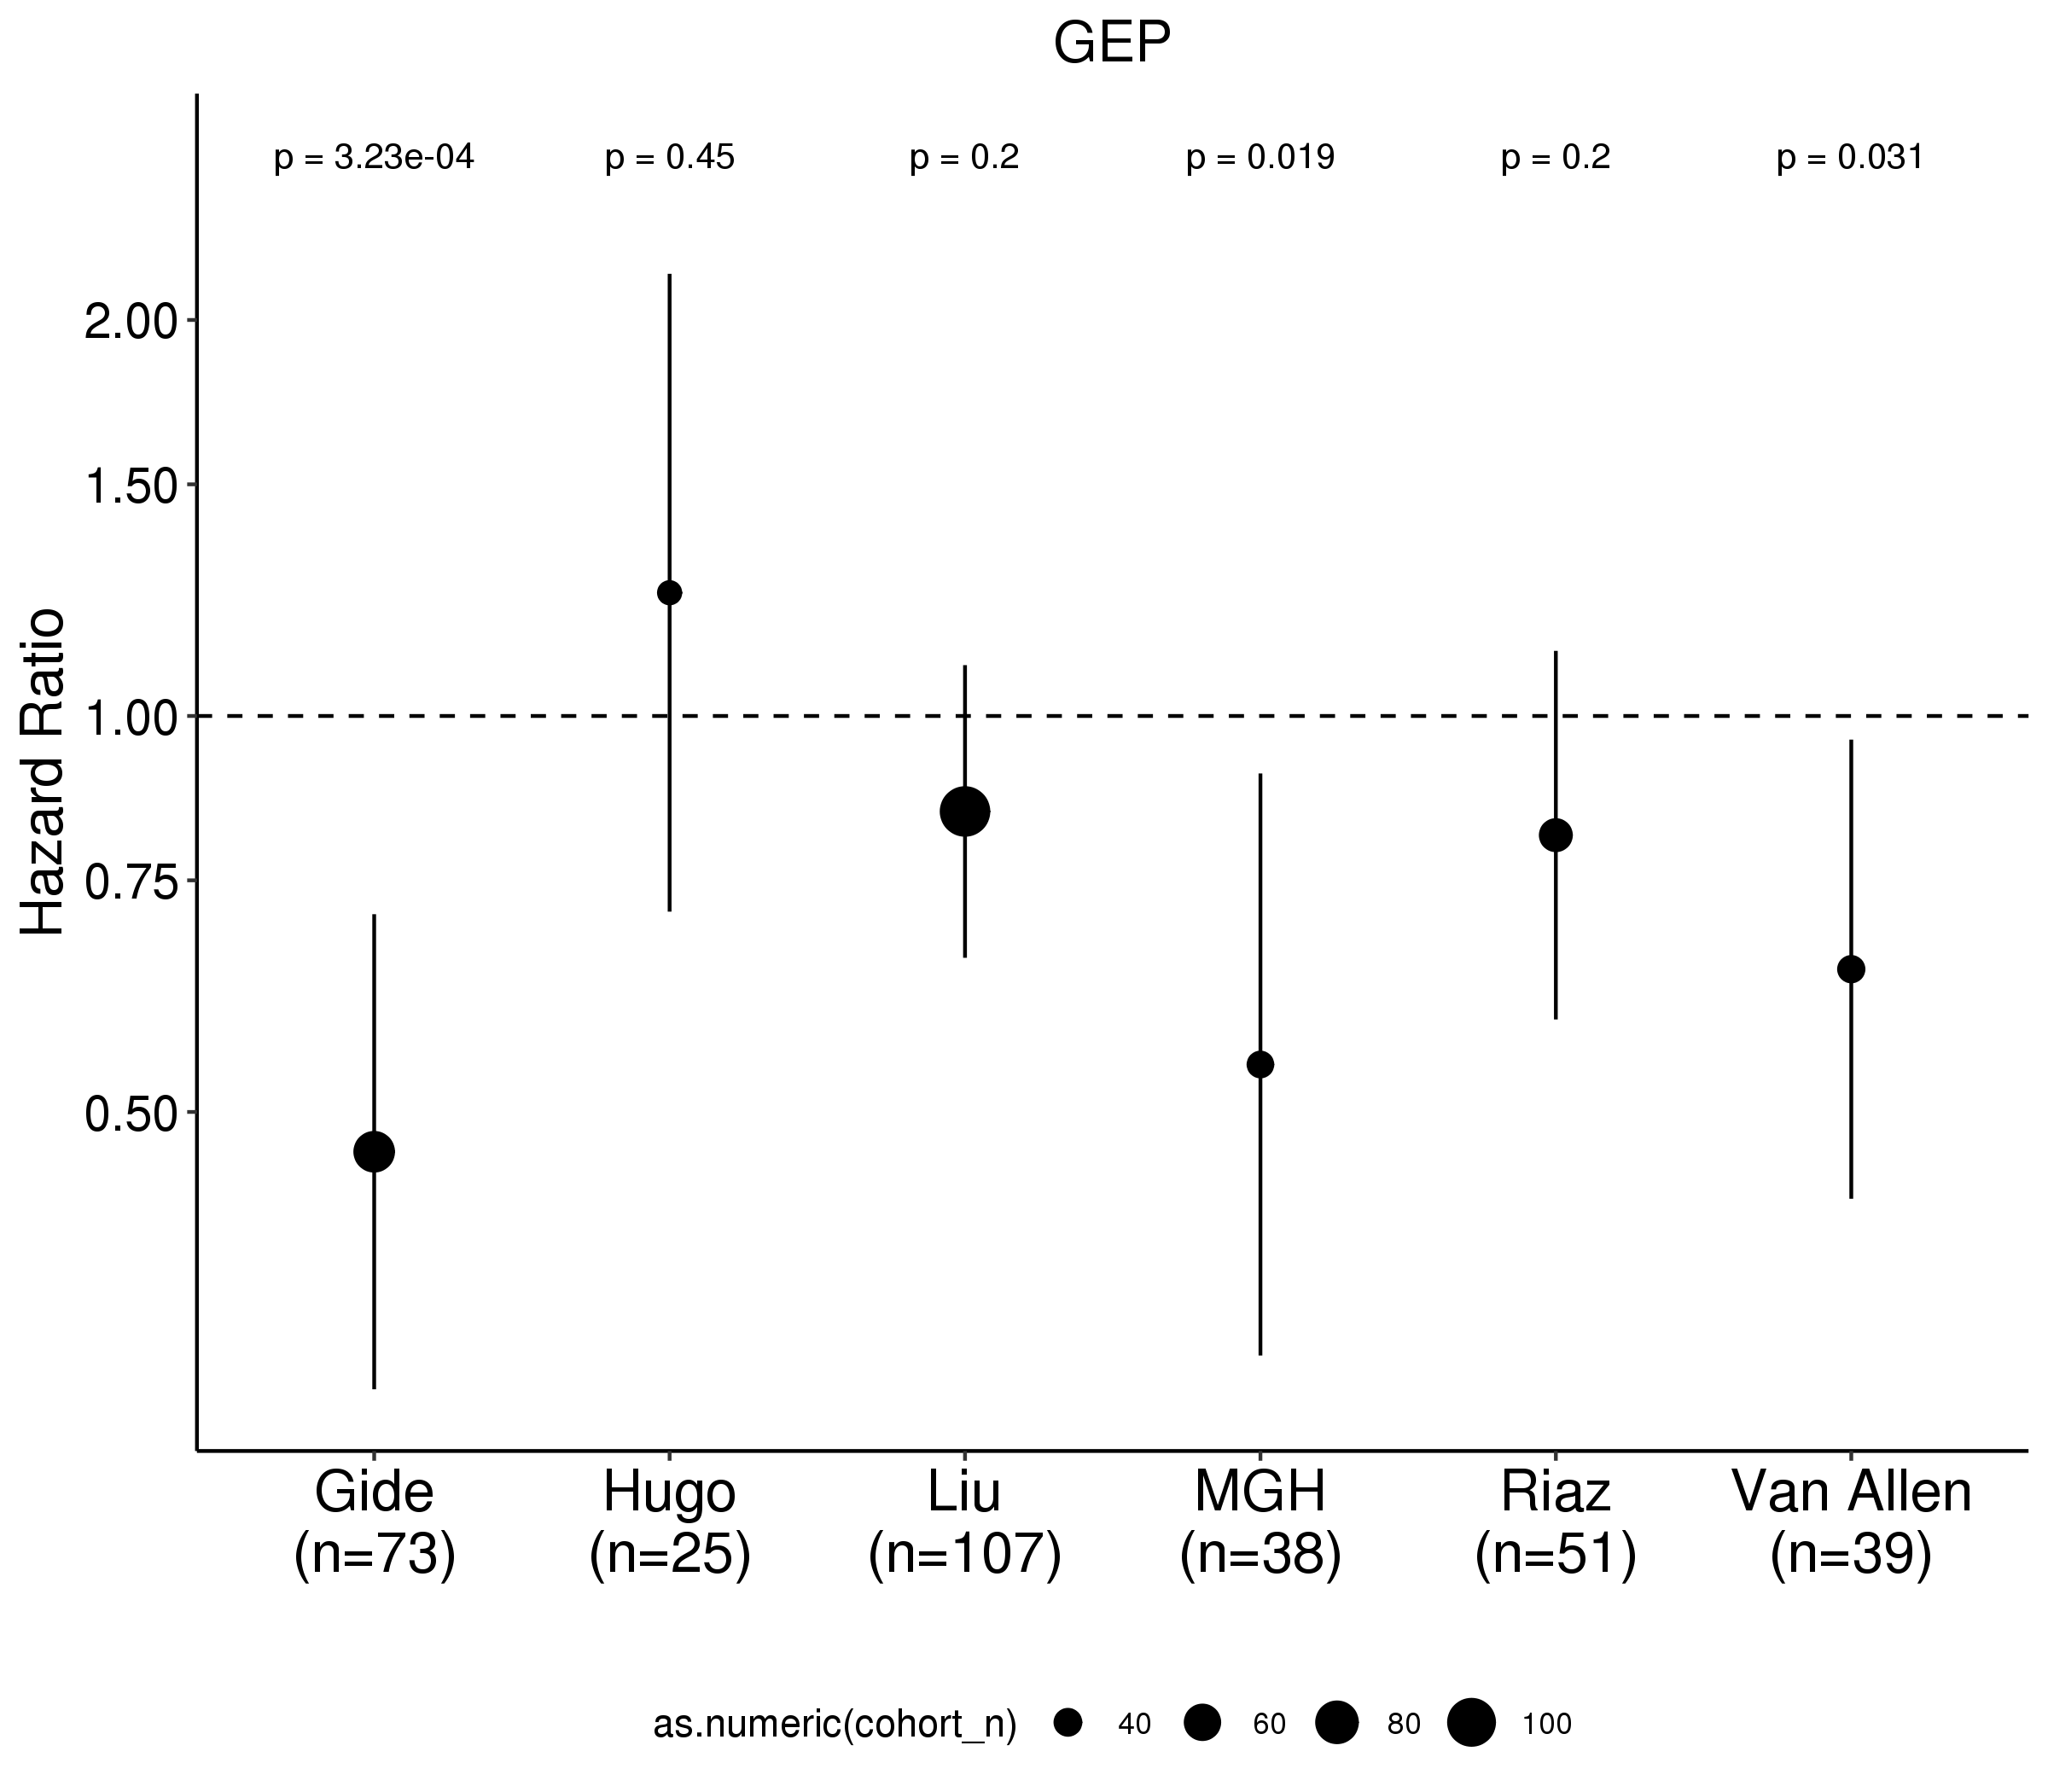 GEP
p = 3.23e-04 p = 0.45 p = 0.2 p = 0.019 p = 0.2 p = 0.031
Hazard Ratio
2.00
1.50
1.00
0.75
0.50
Gide Hugo Liu MGH Riaz Van Allen
(n=73) (n=25) (n=107) (n=38) (n=51) (n=39)
as.numeric(cohort_n) 40 60 80 100